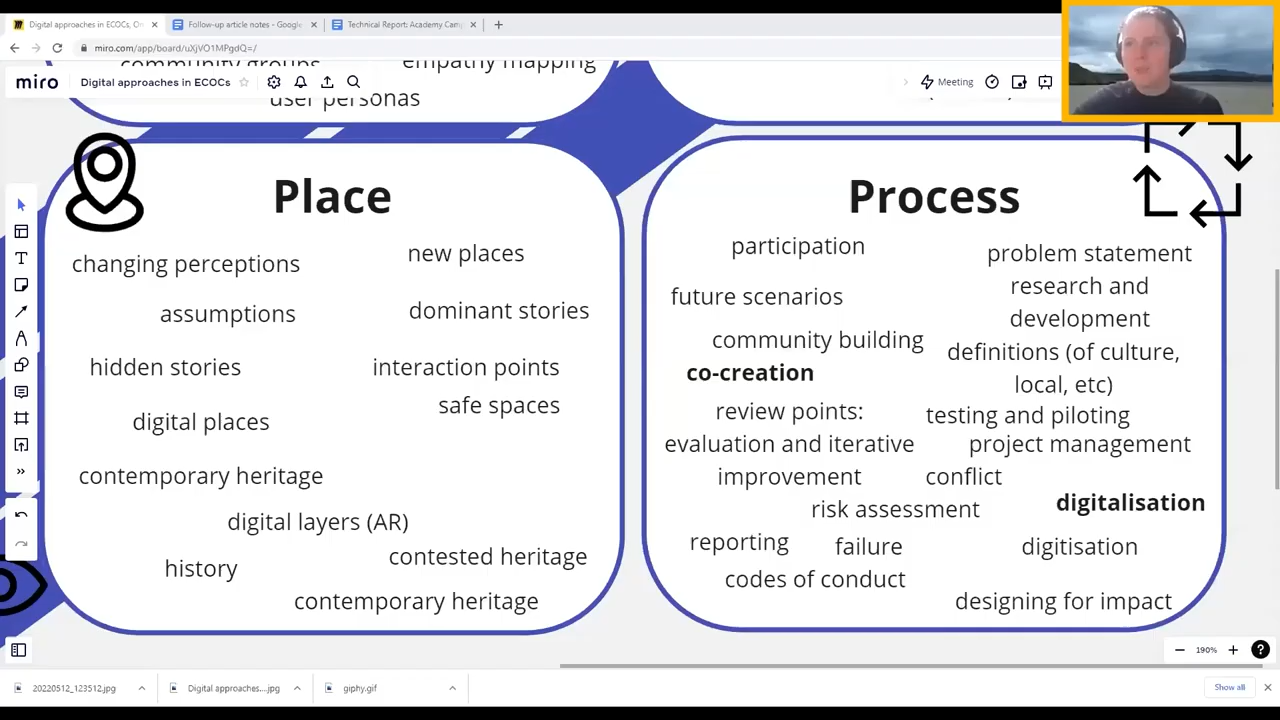 Digital approaches in ECOCs, On
Follow-up article notes - Google
Technical Report: Academy Cam
miro.com/app/board/uXjVO1MPgdQ=/
community groups
empathy mapping
miro
Digital approaches in ECOCs
Meeting
user personas
Place
changing perceptions
new places
assumptions
dominant stories
hidden stories
interaction points
safe spaces
digital places
contemporary heritage
digital layers (AR)
contested heritage
history
contemporary heritage
Process
participation
problem statement
future scenarios
research and
development
community building
definitions (of culture,
local, etc)
co-creation
review points:
evaluation and iterative
improvement
testing and piloting
project management
conflict
risk assessment
digitalisation
reporting
failure
digitisation
codes of conduct
designing for impact
190%
20220512_123512.jpg
Digital approaches....jpg
giphy.gif
Show all